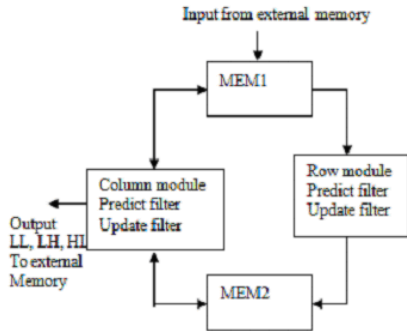 Input from external memory
MEM1
Column module
Predict filter
Update filter
Row module
Predict filter
Update filter
Output
LL, LH, HL
To external
Memory
MEM2